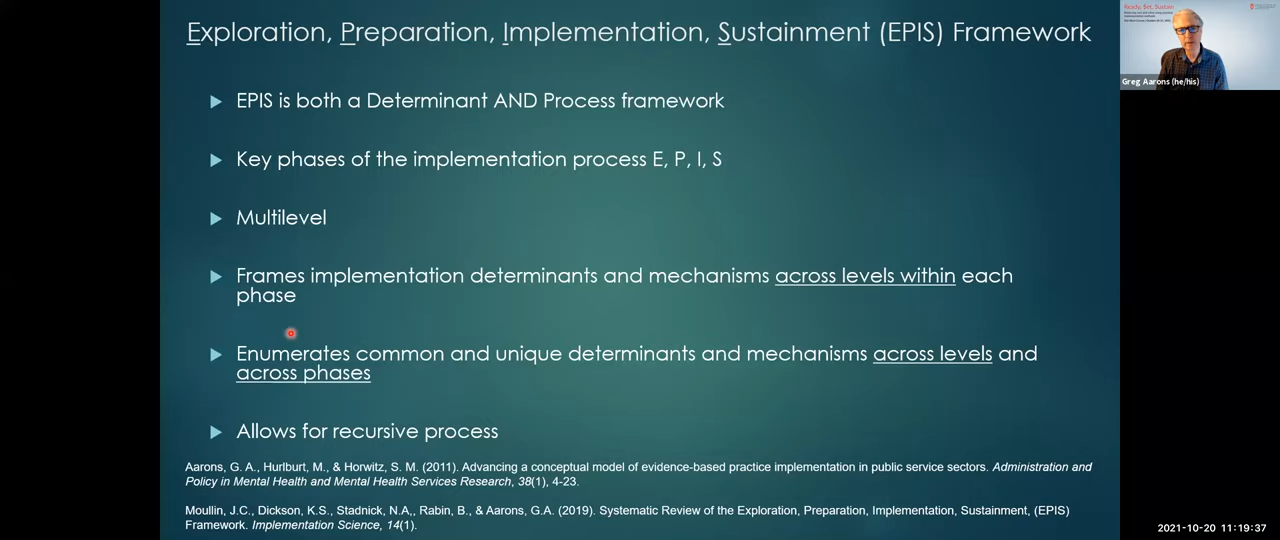 Exploration, Preparation, Implementation, Sustainment (EPIS) Framework
EPIS is both a Determinant AND Process framework
Key phases of the implementation process E, P, I, S
Multilevel
Frames implementation determinants and mechanisms across levels within each
phase
Enumerates common and unique determinants and mechanisms across levels and
across phases
Allows for recursive process
Aarons, G. A., Hurlburt, M., & Horwitz, S. M. (2011). Advancing a conceptual model of evidence-based practice implementation in public service sectors. Administration and
Policy in Mental Health and Mental Health Services Research, 38(1), 4-23.
Moullin, J.C., Dickson, K.S., Stadnick, N.A,, Rabin, B., & Aarons, G.A. (2019). Systematic Review of the Exploration, Preparation, Implementation, Sustainment, (EPIS)
Framework. Implementation Science, 14(1).
Ready, Set, Sustain
Greg Aarons (he/his)
2021-10-20 11:19:37